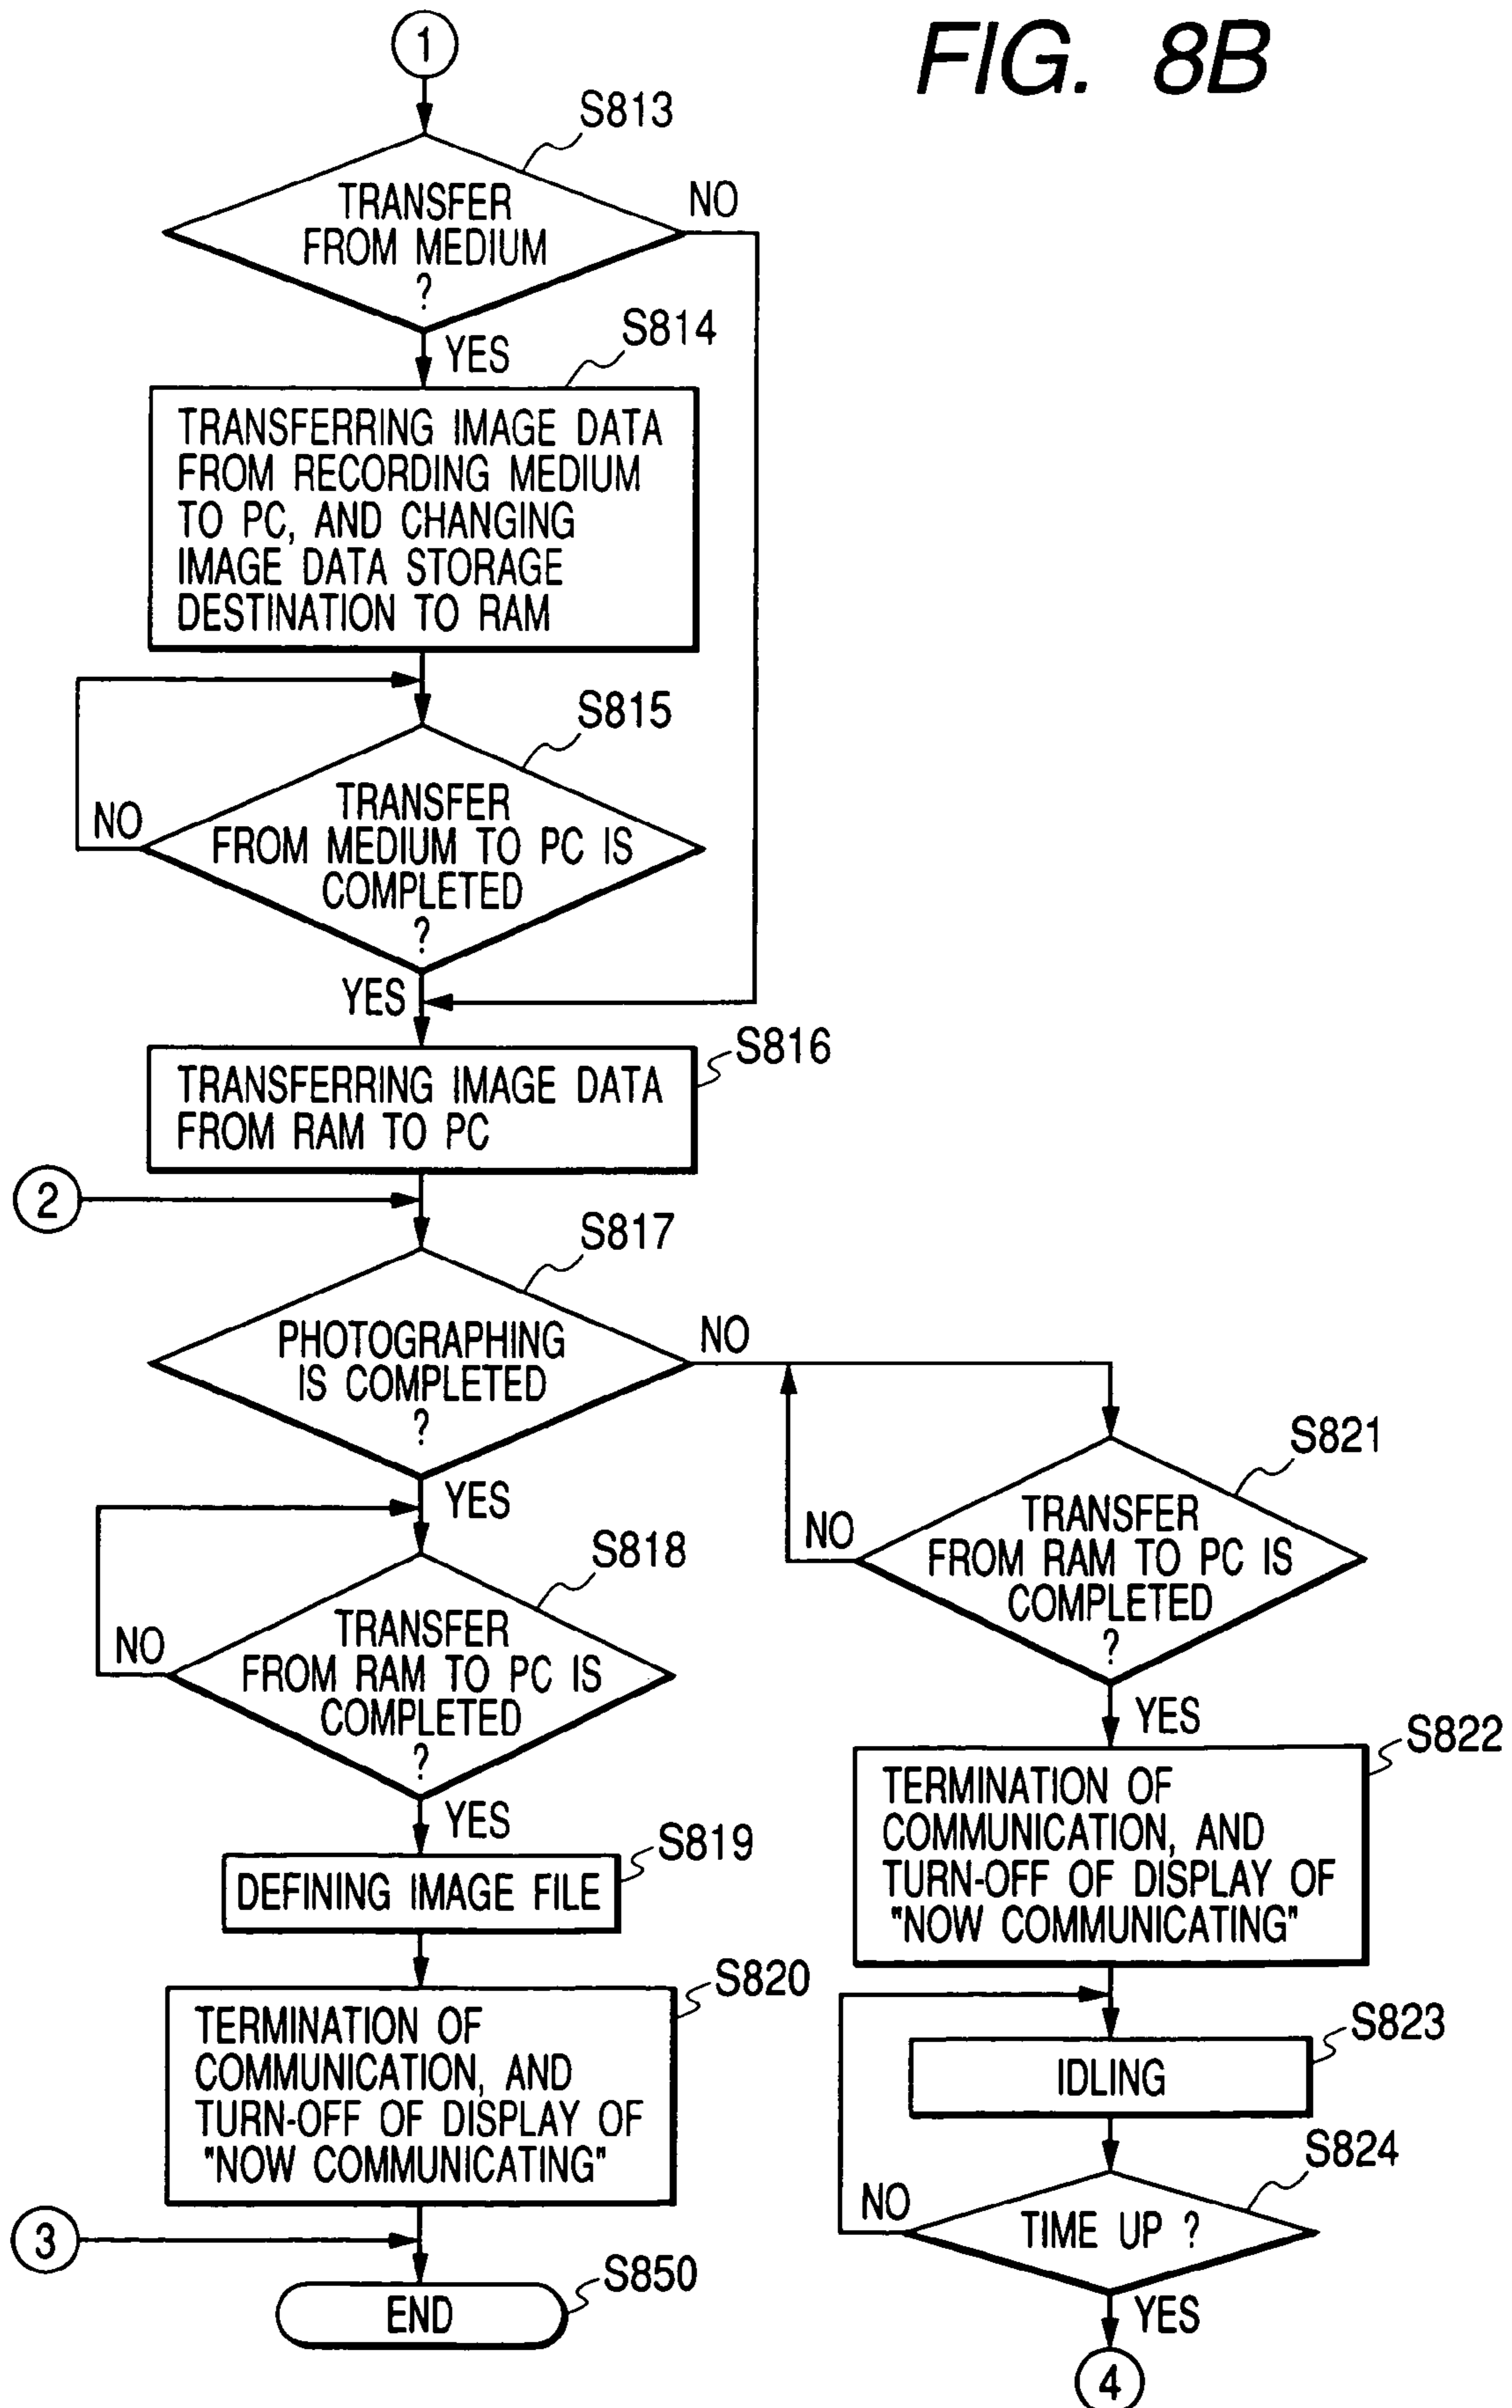 FIG. 8B
1
S813
TRANSFER
FROM MEDIUM
?
NO
YES
S814
TRANSFERRING IMAGE DATA
FROM RECORDING MEDIUM
TO PC, AND CHANGING
IMAGE DATA STORAGE
DESTINATION TO RAM
S815
TRANSFER
FROM MEDIUM TO PC IS
COMPLETED
?
NO
YES
S816
TRANSFERRING IMAGE DATA
FROM RAM TO PC
2
S817
PHOTOGRAPHING
IS COMPLETED
?
NO
YES
S818
TRANSFER
FROM RAM TO PC IS
COMPLETED
?
NO
YES
S819
DEFINING IMAGE FILE
S820
TERMINATION OF
COMMUNICATION, AND
TURN-OFF OF DISPLAY OF
"NOW COMMUNICATING"
3
S850
END
S821
TRANSFER
FROM RAM TO PC IS
COMPLETED
?
NO
YES
S822
TERMINATION OF
COMMUNICATION, AND
TURN-OFF OF DISPLAY OF
"NOW COMMUNICATING"
S823
IDLING
S824
TIME UP ?
NO
YES
4